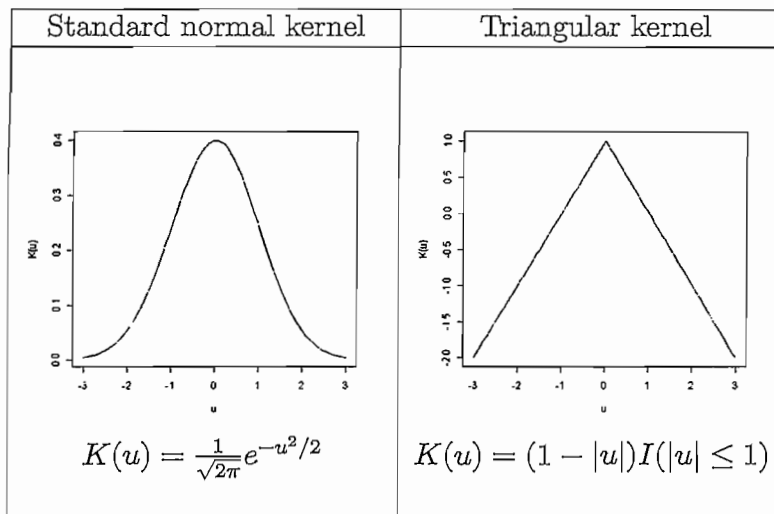 Standard normal kernel
Triangular kernel
0.4
0.3
0.2
0.1
0.0
K(u)
-3 -2 -1 0 1 2 3
u
K(u) = \frac{1}{\sqrt{2\pi}} e^{-u^2/2}
1.0
0.5
0.0
-0.5
-1.0
-1.5
-2.0
K(u)
-3 -2 -1 0 1 2 3
u
K(u) = (1 − |u|)I(|u| ≤ 1)